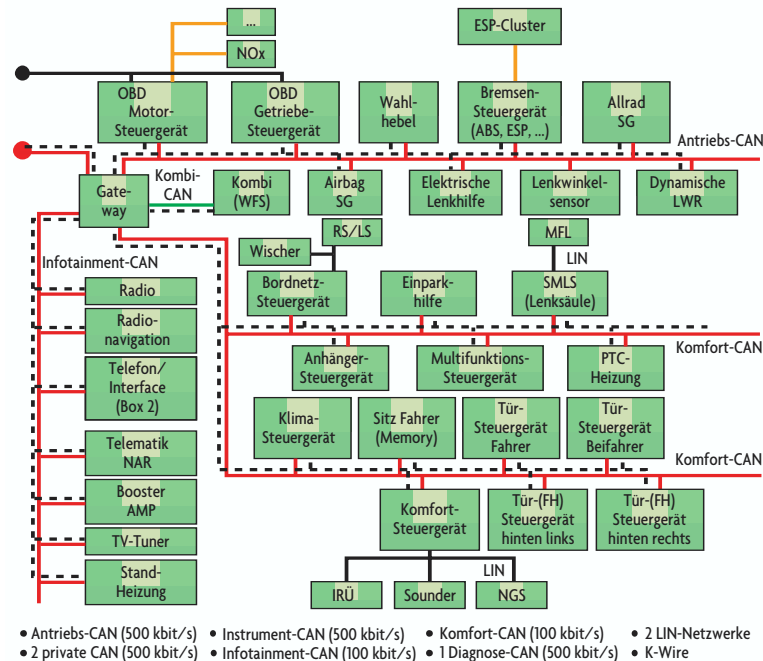 ...
NOx
ESP-Cluster
OBD
Motor-
Steuergerät
OBD
Getriebe-
Steuergerät
Wahl-
hebel
Bremsen-
Steuergerät
(ABS, ESP, ...)
Allrad
SG
Antriebs-CAN
Gate-
way
Kombi-
CAN
Kombi
(WFS)
Airbag
SG
Elektrische
Lenkhilfe
Lenkwinkel-
sensor
Dynamische
LWR
RS/LS
MFL
Wischer
LIN
Infotainment-CAN
Bordnetz-
Steuergerät
Einpark-
hilfe
SMLS
(Lenksäule)
Radio
Radio-
navigation
Telefon/
Interface
(Box 2)
Telematik
NAR
Booster
AMP
TV-Tuner
Stand-
Heizung
Komfort-CAN
Anhänger-
Steuergerät
Multifunktions-
Steuergerät
PTC-
Heizung
Klima-
Steuergerät
Sitz Fahrer
(Memory)
Tür-
Steuergerät
Fahrer
Tür-
Steuergerät
Beifahrer
Komfort-CAN
Komfort-
Steuergerät
Tür-(FH)
Steuergerät
hinten links
Tür-(FH)
Steuergerät
hinten rechts
LIN
IRÜ
Sounder
NGS
• Antriebs-CAN (500 kbit/s) • Instrument-CAN (500 kbit/s) • Komfort-CAN (100 kbit/s) • 2 LIN-Netzwerke
• 2 private CAN (500 kbit/s) • Infotainment-CAN (100 kbit/s) • 1 Diagnose-CAN (500 kbit/s) • K-Wire